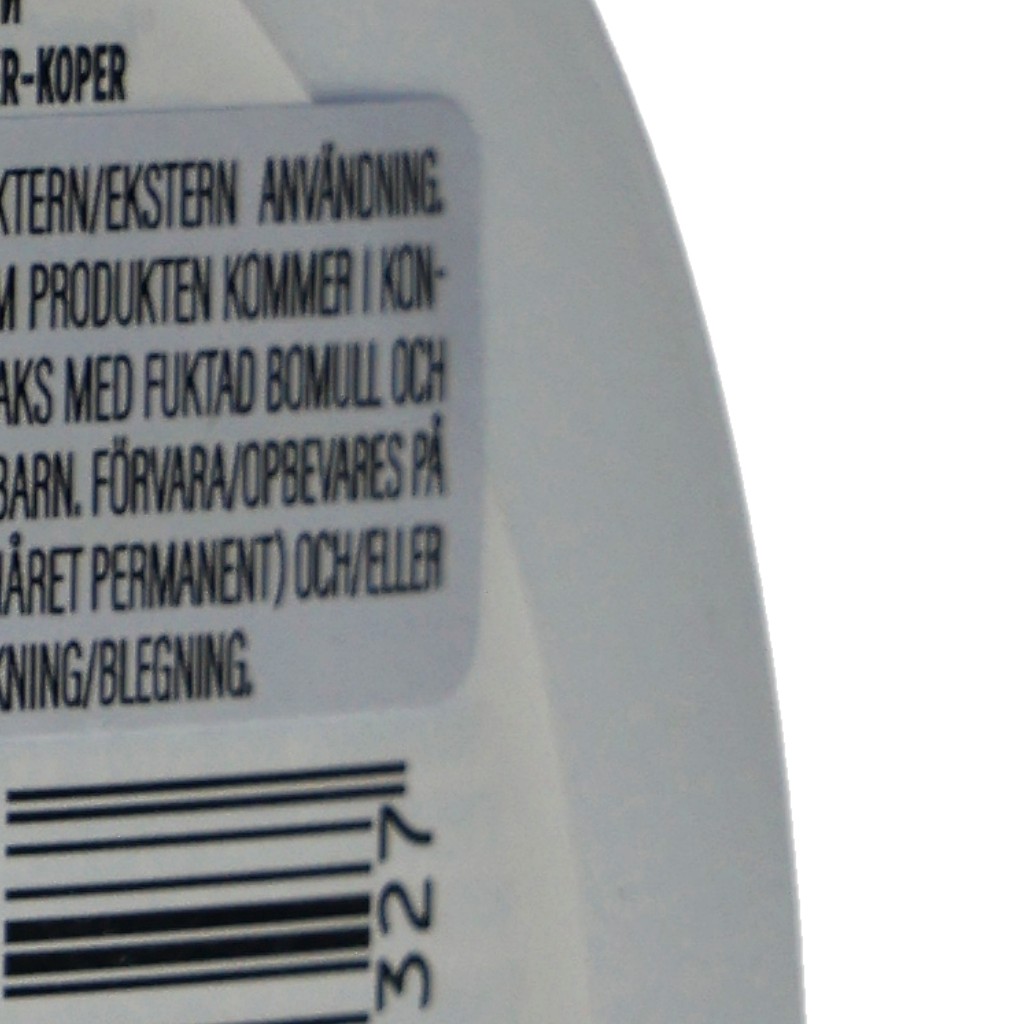 R-KOPER
KTERN/EKSTERN ANVÄNDNING.
M PRODUKTEN KOMMER I KON-
AKS MED FUKTAD BOMULL OCH
BARN. FÖRVARA/OPBEVARES PÅ
HÅRET PERMANENT) OCH/ELLER
KNING/BLEGNING.
327